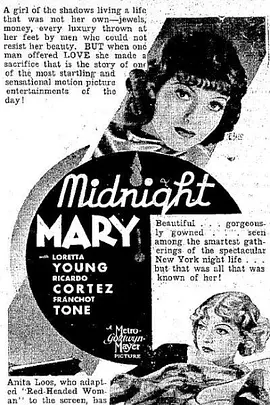 A girl of the shadows living a life
that was not her own—jewels,
money, every luxury thrown at
her feet by men who could not
resist her beauty. BUT when one
man offered LOVE she made a
sacrifice that is the story of one
of the most startling and
sensational motion picture
entertainments of the
day!
Midnight
MARY
with
LORETTA
YOUNG
RICARDO
CORTEZ
FRANCHOT
TONE
A
Metro-
Goldwyn-
Mayer
PICTURE
Beautiful . . . gorgeous-
ly gowned . . . seen
among the smartest gath-
erings of the spectacular
New York night life . . .
but that was all that was
known of her!
Anita Loos, who adapt-
ed "Red-Headed Wom-
an" to the screen, has